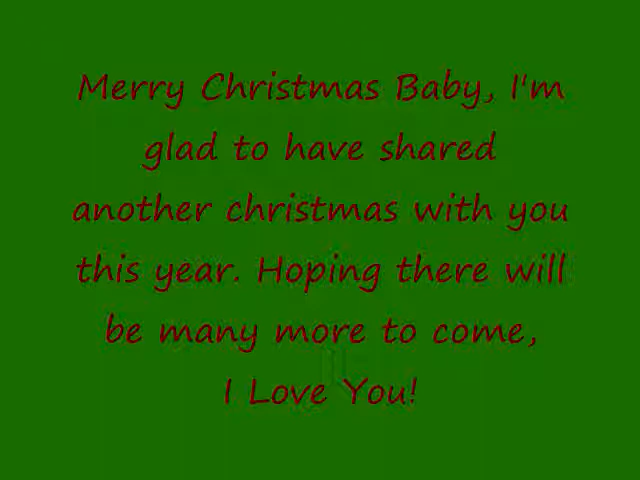 Merry Christmas Baby, I'm
glad to have shared
another christmas with you
this year. Hoping there will
be many more to come,
I Love You!